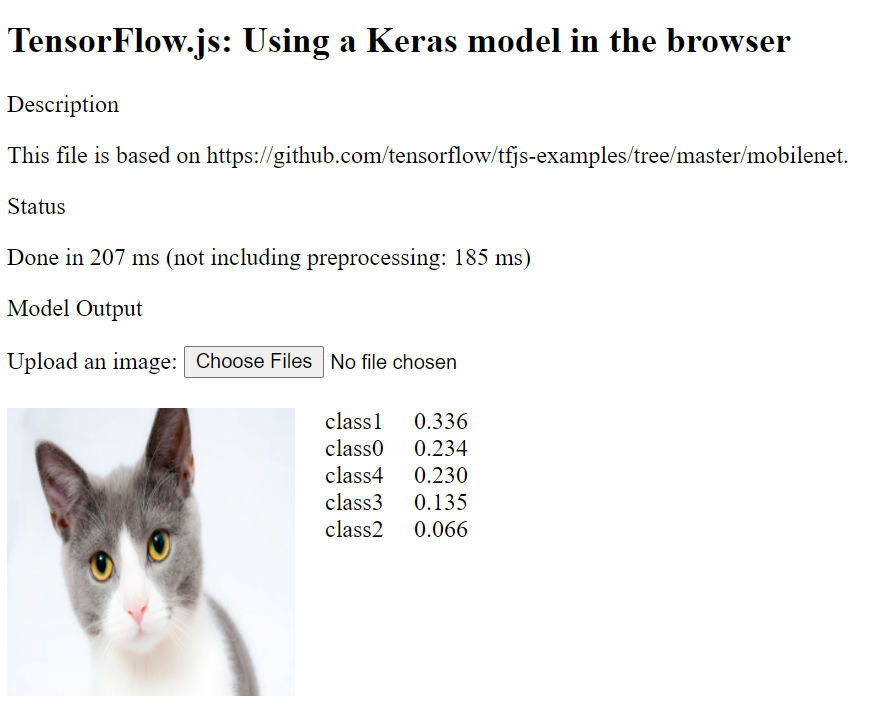 TensorFlow.js: Using a Keras model in the browser
Description
This file is based on https://github.com/tensorflow/tfjs-examples/tree/master/mobilenet.
Status
Done in 207 ms (not including preprocessing: 185 ms)
Model Output
Upload an image: Choose Files No file chosen
class1 0.336
class0 0.234
class4 0.230
class3 0.135
class2 0.066